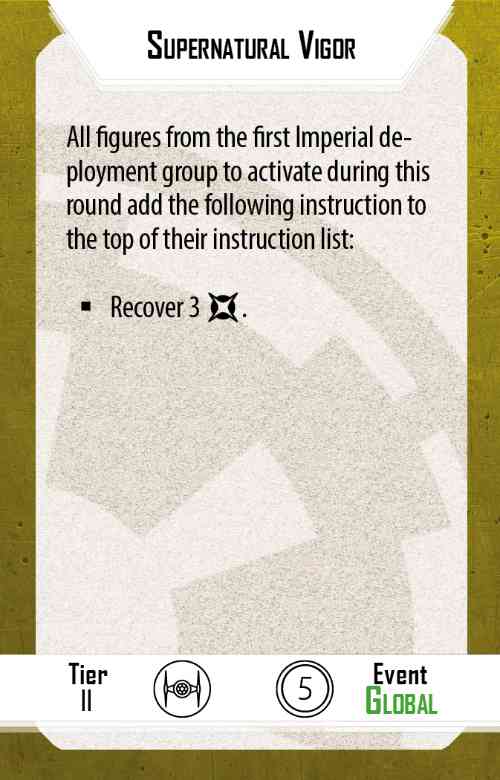 Supernatural Vigor
All figures from the first Imperial de-
ployment group to activate during this
round add the following instruction to
the top of their instruction list:
▪ Recover 3 .
Tier
II
5
Event
Global